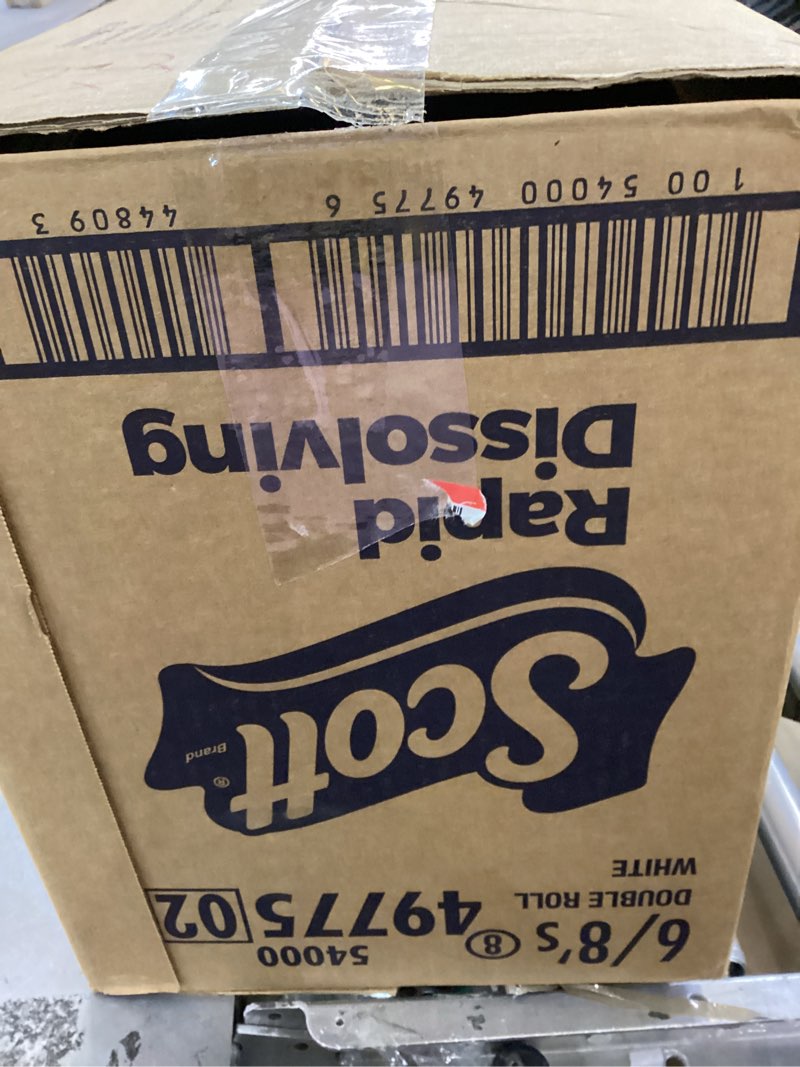 6/8's 8
DOUBLE ROLL
WHITE
54000
49775 02
Scott®
Brand
Rapid
Dissolving
1 00 54000 49775 6
44809 3